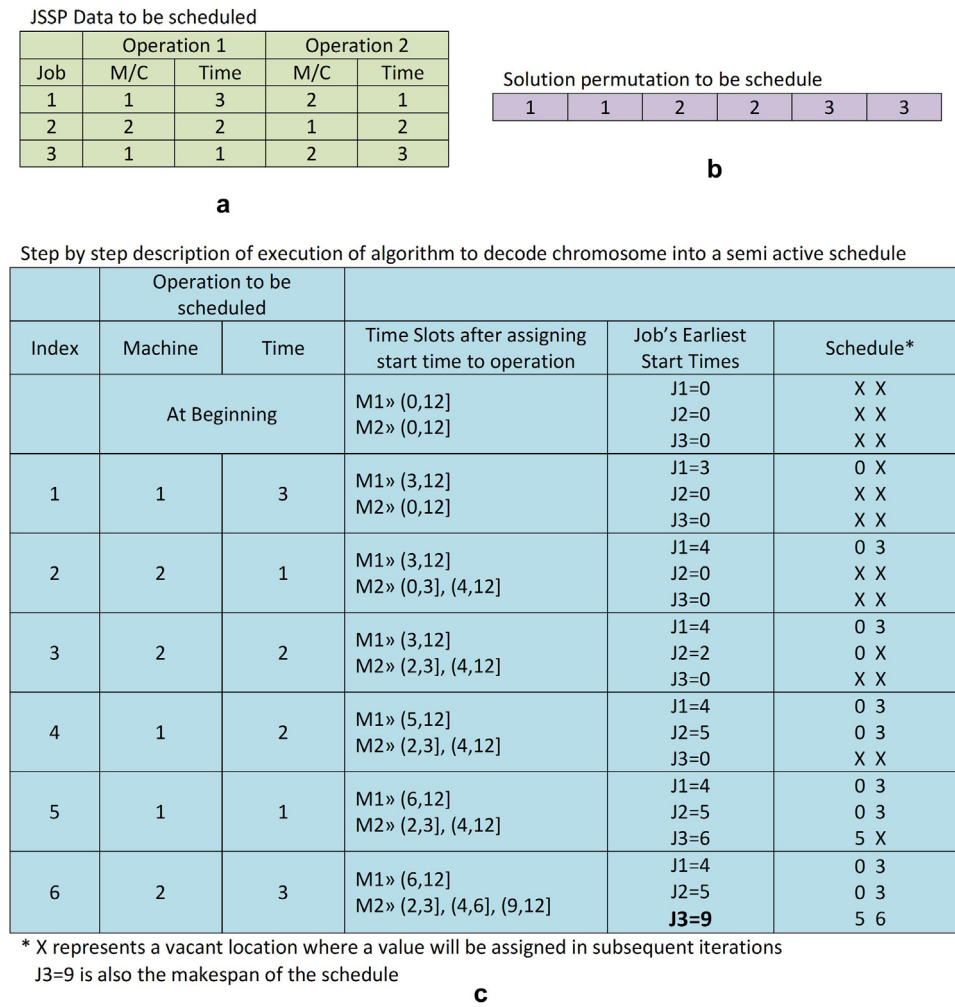 JSSP Data to be scheduled
Operation 1 Operation 2
Job M/C Time M/C Time
1 1 3 2 1
2 2 2 1 2
3 1 1 2 3
a
Solution permutation to be schedule
1 1 2 2 3 3
b
Step by step description of execution of algorithm to decode chromosome into a semi active schedule
Operation to be
scheduled
Index Machine Time Time Slots after assigning Job's Earliest Schedule*
start time to operation Start Times
At Beginning
M1» (0,12]
M2» (0,12]
J1=0 X X
J2=0 X X
J3=0 X X
1 1 3
M1» (3,12]
M2» (0,12]
J1=3 0 X
J2=0 X X
J3=0 X X
2 2 1
M1» (3,12]
M2» (0,3], (4,12]
J1=4 0 3
J2=0 X X
J3=0 X X
3 2 2
M1» (3,12]
M2» (2,3], (4,12]
J1=4 0 3
J2=2 0 X
J3=0 X X
4 1 2
M1» (5,12]
M2» (2,3], (4,12]
J1=4 0 3
J2=5 0 3
J3=0 X X
5 1 1
M1» (6,12]
M2» (2,3], (4,12]
J1=4 0 3
J2=5 0 3
J3=6 5 X
6 2 3
M1» (6,12]
M2» (2,3], (4,6], (9,12]
J1=4 0 3
J2=5 0 3
J3=9 5 6
* X represents a vacant location where a value will be assigned in subsequent iterations
J3=9 is also the makespan of the schedule
c